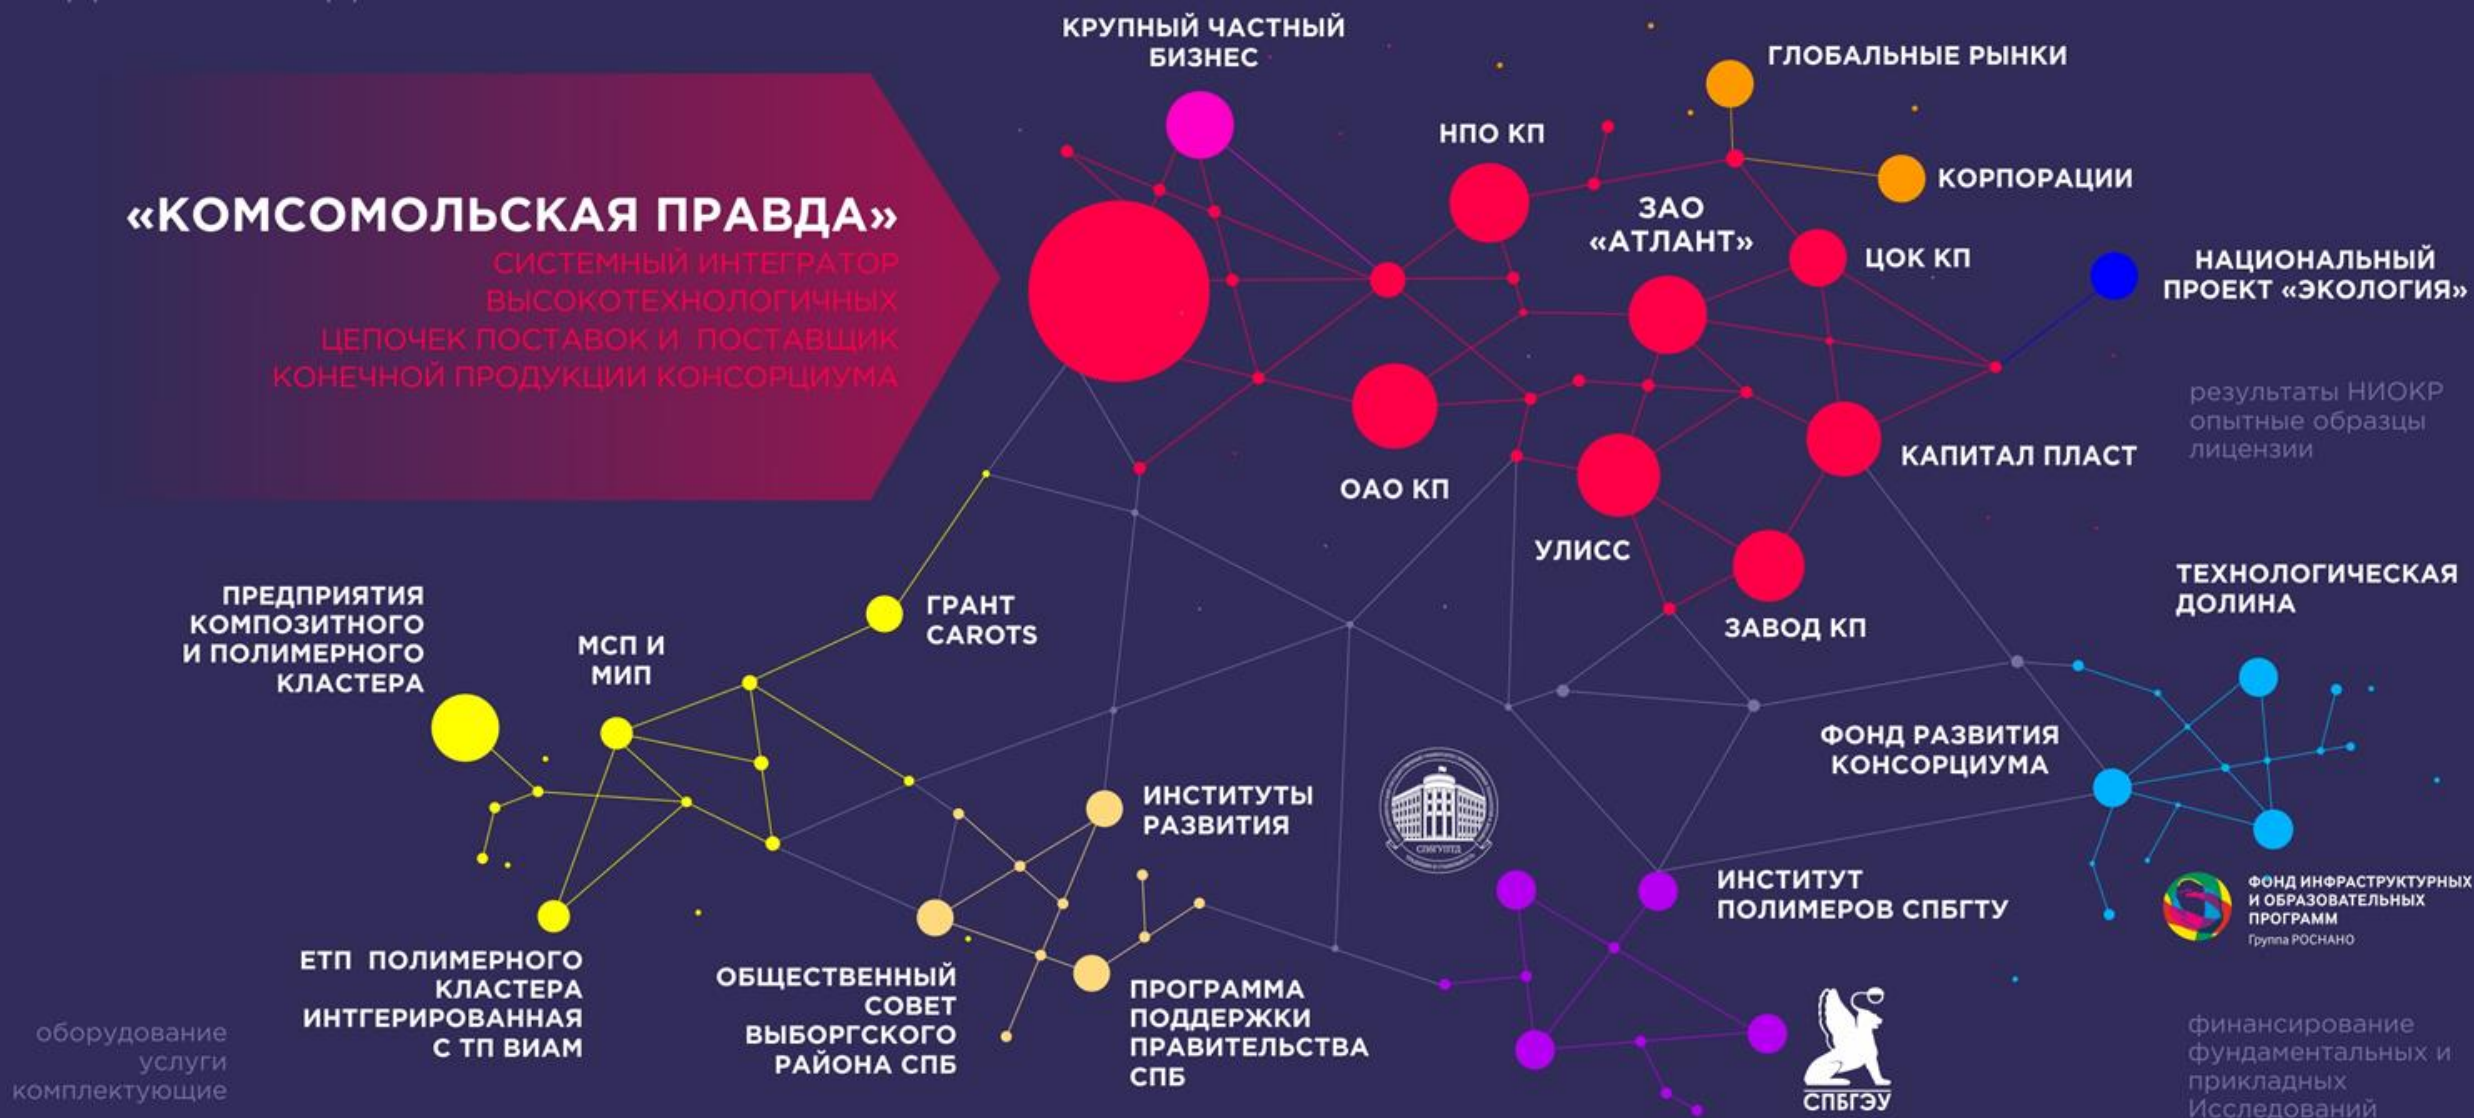 КРУПНЫЙ ЧАСТНЫЙ
БИЗНЕС
ГЛОБАЛЬНЫЕ РЫНКИ
НПО КП
КОРПОРАЦИИ
ЗАО
«АТЛАНТ»
ЦОК КП
НАЦИОНАЛЬНЫЙ
ПРОЕКТ «ЭКОЛОГИЯ»
«КОМСОМОЛЬСКАЯ ПРАВДА»
СИСТЕМНЫЙ ИНТЕГРАТОР
ВЫСОКОТЕХНОЛОГИЧНЫХ
ЦЕПОЧЕК ПОСТАВОК И ПОСТАВЩИК
КОНЕЧНОЙ ПРОДУКЦИИ КОНСОРЦИУМА
результаты НИОКР
опытные образцы
лицензии
КАПИТАЛ ПЛАСТ
ОАО КП
УЛИСС
ЗАВОД КП
ТЕХНОЛОГИЧЕСКАЯ
ДОЛИНА
ПРЕДПРИЯТИЯ
КОМПОЗИТНОГО
И ПОЛИМЕРНОГО
КЛАСТЕРА
МСП И
МИП
ГРАНТ
CAROTS
ФОНД РАЗВИТИЯ
КОНСОРЦИУМА
ИНСТИТУТЫ
РАЗВИТИЯ
СПбГУПТД
ИНСТИТУТ
ПОЛИМЕРОВ СПБГТУ
ФОНД ИНФРАСТРУКТУРНЫХ
И ОБРАЗОВАТЕЛЬНЫХ
ПРОГРАММ
Группа РОСНАНО
ЕТП ПОЛИМЕРНОГО
КЛАСТЕРА
ИНТГЕРИРОВАННАЯ
С ТП ВИАМ
ОБЩЕСТВЕННЫЙ
СОВЕТ
ВЫБОРГСКОГО
РАЙОНА СПБ
ПРОГРАММА
ПОДДЕРЖКИ
ПРАВИТЕЛЬСТВА
СПБ
СПБГЭУ
оборудование
услуги
комплектующие
финансирование
фундаментальных и
прикладных
Исследований